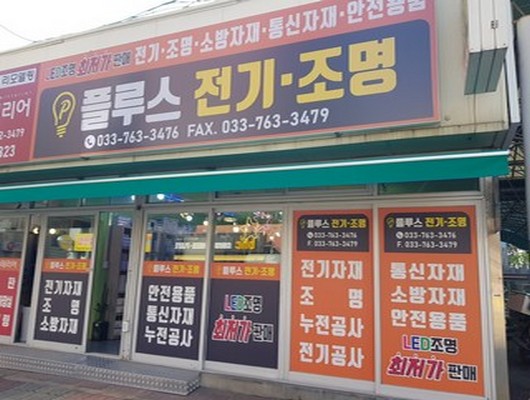 리모델링
리어
-3479
323
LED조명 최저가 판매 전기·조명·소방자재·통신자재·안전용품
플루스 전기·조명
033-763-3476 FAX. 033-763-3479
플루스 전기·조명
전기자재
조명
소방자재
플루스 전기·조명
안전용품
통신자재
누전공사
플루스 전기·조명
LED조명
최저가 판매
플루스 전기·조명
033-763-3476
F. 033-763-3479
전기자재
조명
누전공사
전기공사
플루스 전기·조명
033-763-3476
F. 033-763-3479
통신자재
소방자재
안전용품
LED조명
최저가 판매